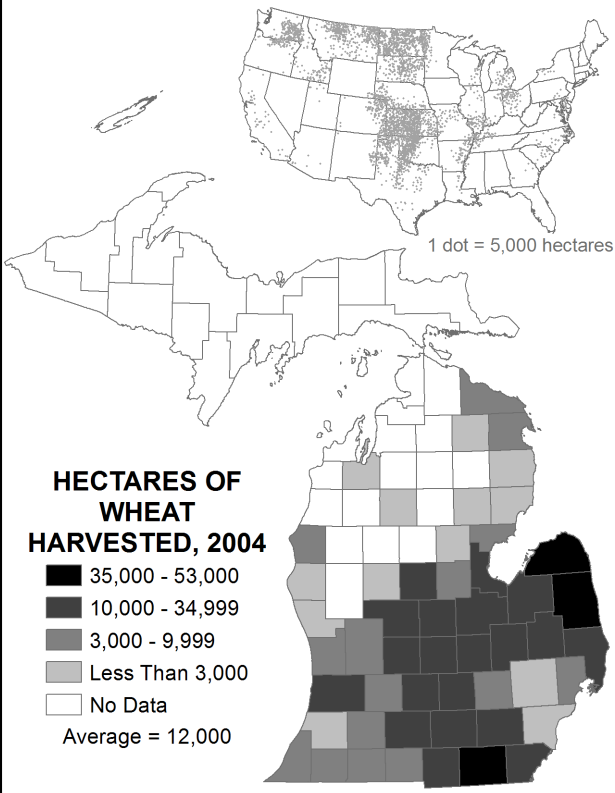 1 dot = 5,000 hectares
HECTARES OF
WHEAT
HARVESTED, 2004
35,000 - 53,000
10,000 - 34,999
3,000 - 9,999
Less Than 3,000
No Data
Average = 12,000